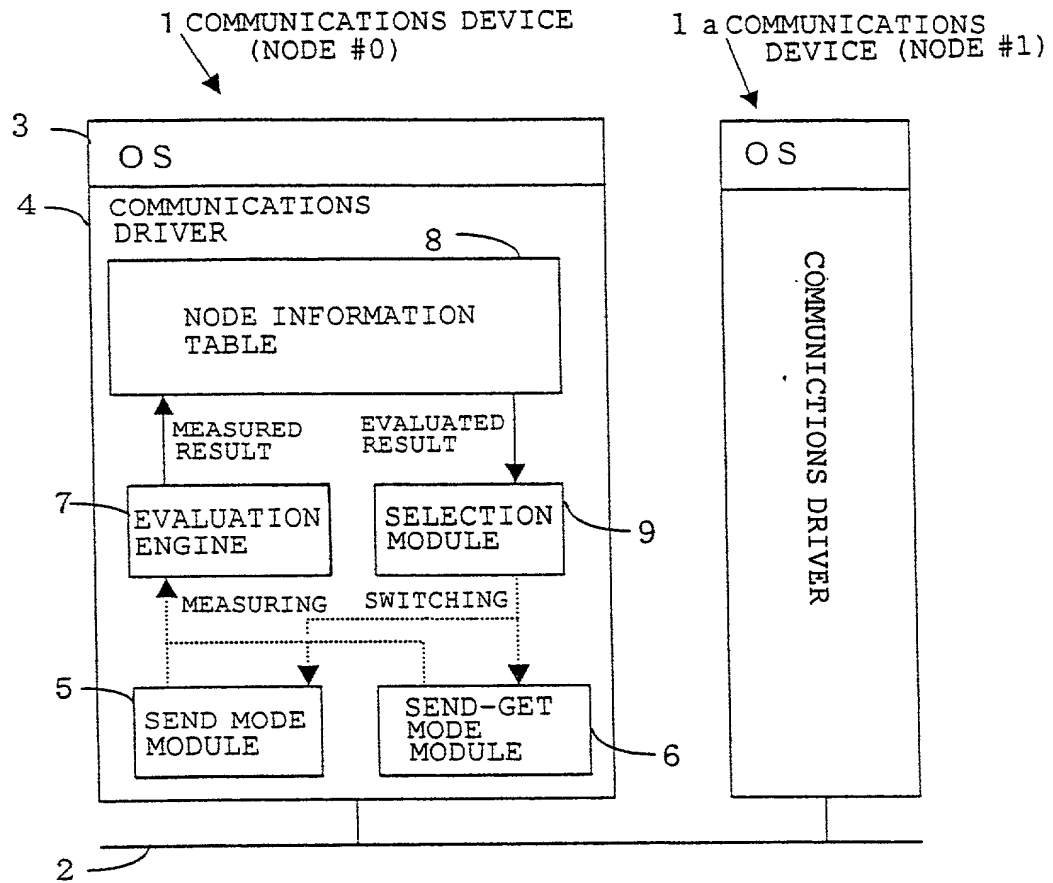 1 COMMUNICATIONS DEVICE
(NODE #0)
1 a COMMUNICATIONS
DEVICE (NODE #1)
3
OS
OS
4
COMMUNICATIONS
DRIVER
8
NODE INFORMATION
TABLE
COMMUNICTIONS DRIVER
MEASURED
RESULT
EVALUATED
RESULT
7
EVALUATION
ENGINE
SELECTION
MODULE
9
MEASURING
SWITCHING
5
SEND MODE
MODULE
SEND-GET
MODE
MODULE
6
2